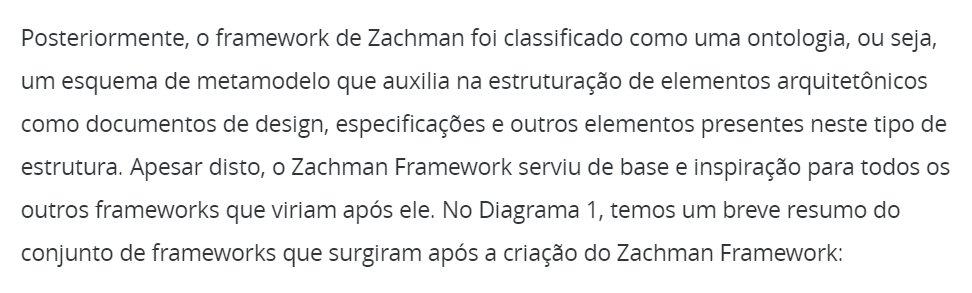 Posteriormente, o framework de Zachman foi classificado como uma ontologia, ou seja,
um esquema de metamodelo que auxilia na estruturação de elementos arquitetônicos
como documentos de design, especificações e outros elementos presentes neste tipo de
estrutura. Apesar disto, o Zachman Framework serviu de base e inspiração para todos os
outros frameworks que viriam após ele. No Diagrama 1, temos um breve resumo do
conjunto de frameworks que surgiram após a criação do Zachman Framework: